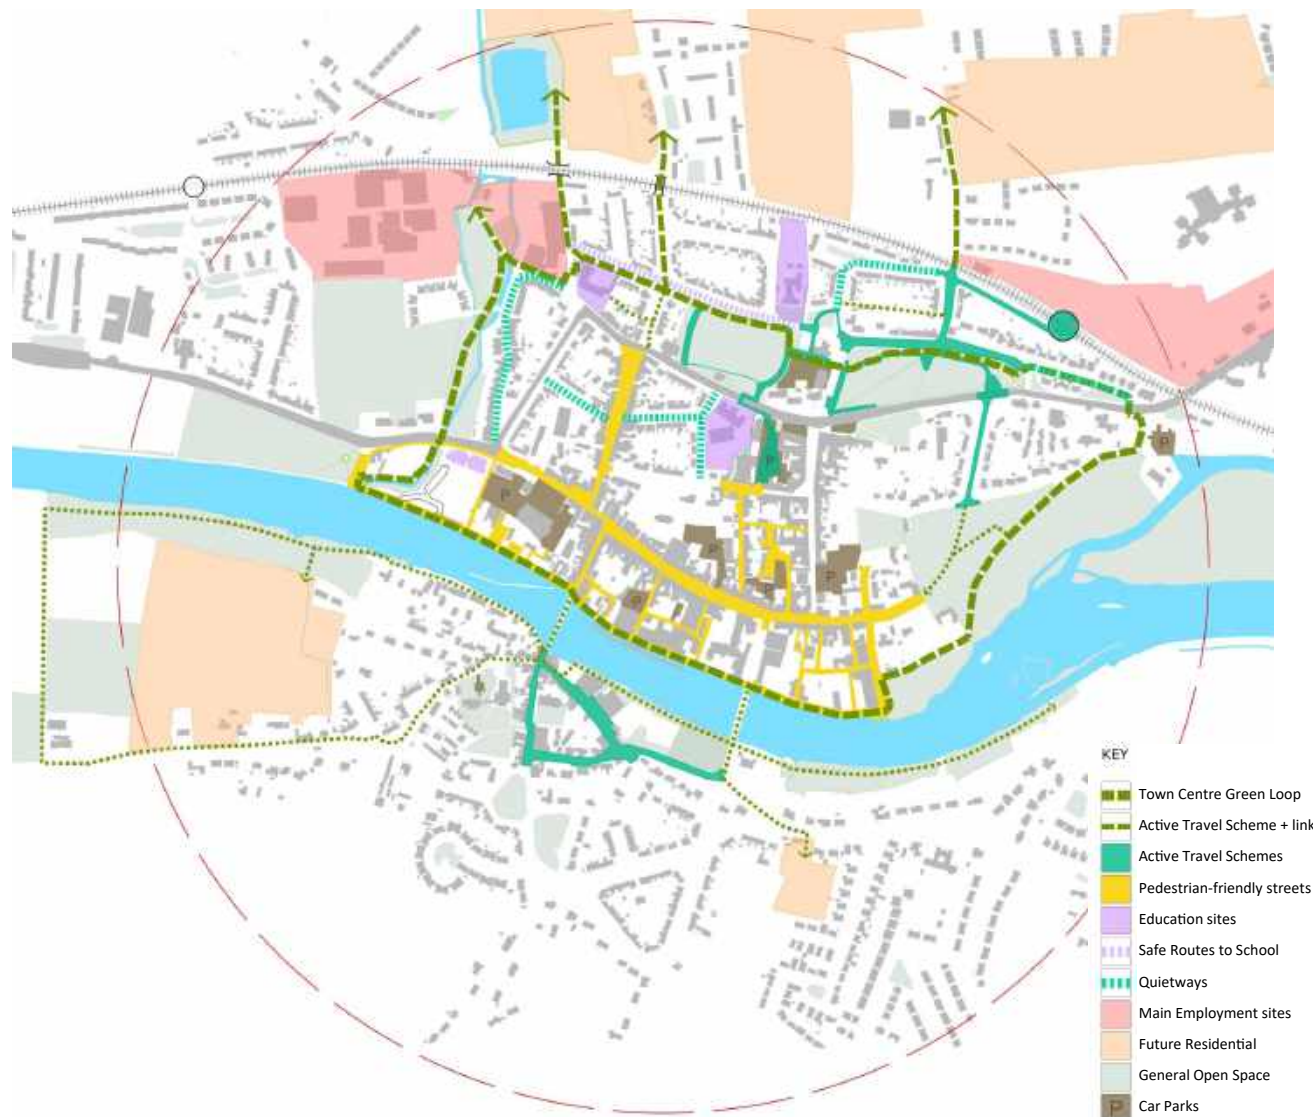 P
P
P
P
P
P
P
KEY
Town Centre Green Loop
Active Travel Scheme + link
Active Travel Schemes
Pedestrian-friendly streets
Education sites
Safe Routes to School
Quietways
Main Employment sites
Future Residential
General Open Space
P Car Parks